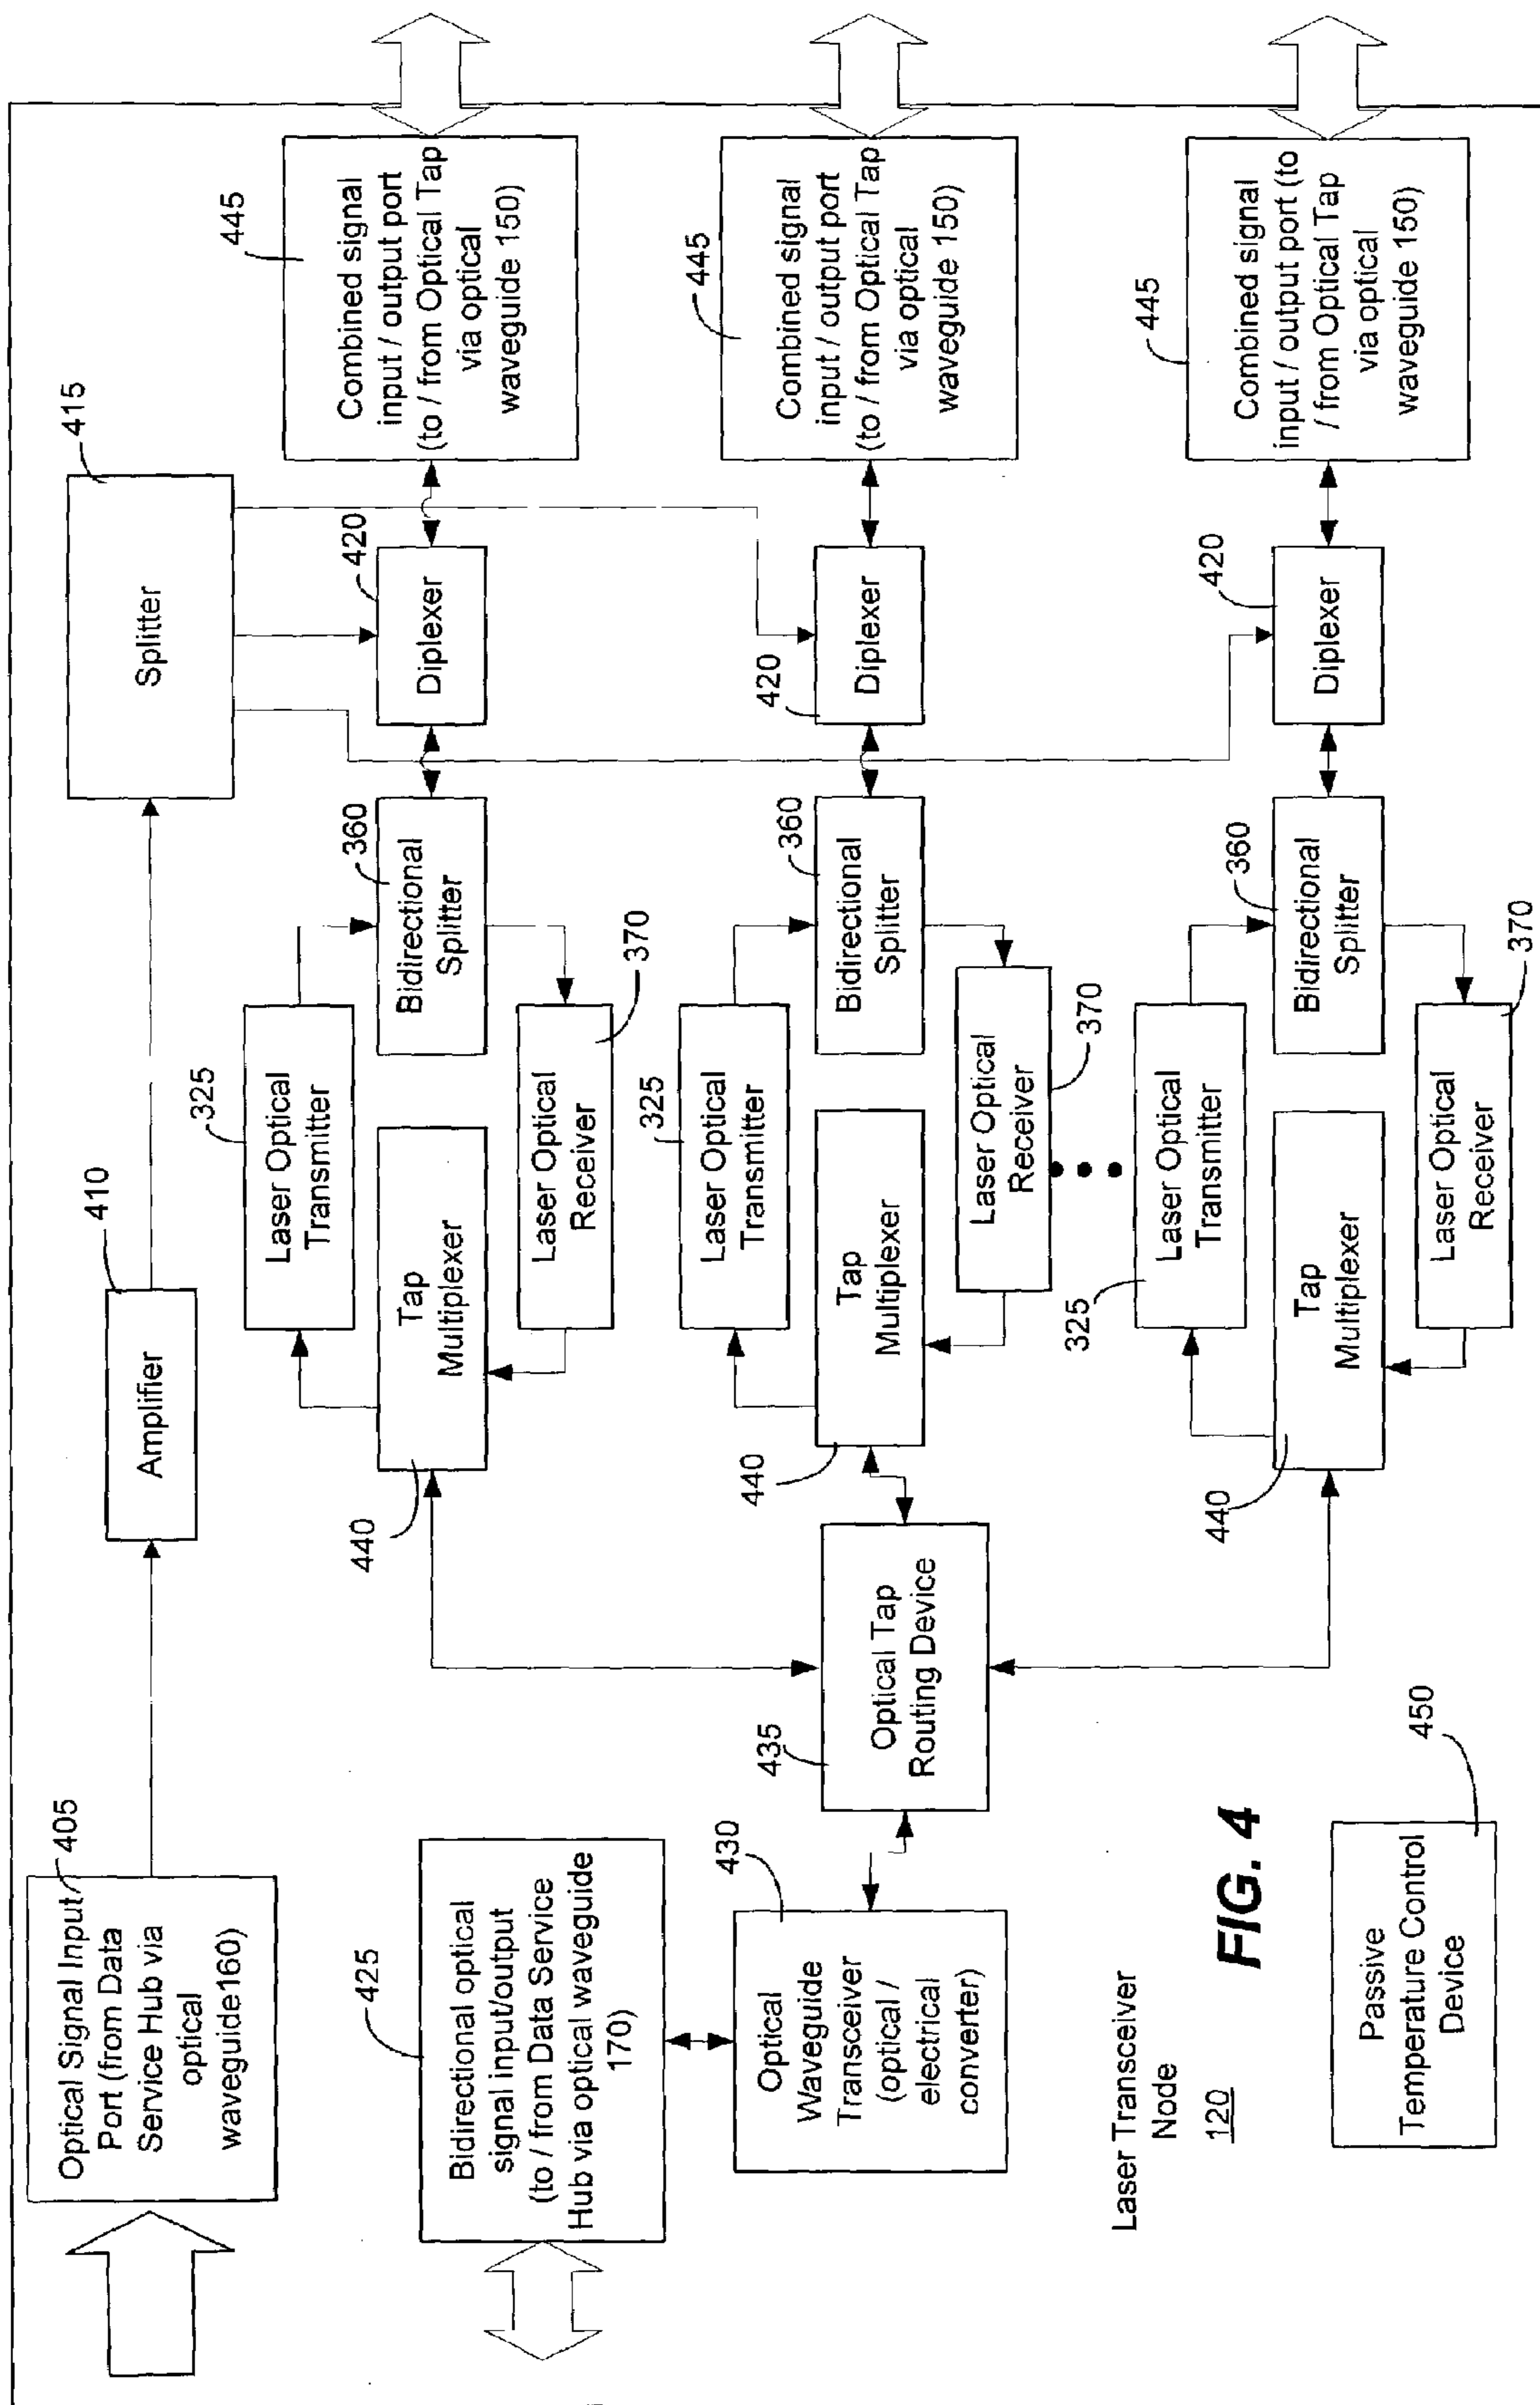 405
Optical Signal Input
Port (from Data
Service Hub via
optical
waveguide160)
410
Amplifier
415
Splitter
425
Bidirectional optical
signal input/output
(to / from Data Service
Hub via optical waveguide
170)
430
Optical
Waveguide
Transceiver
(optical /
electrical
converter)
435
Optical Tap
Routing Device
440
Tap
Multiplexer
325
Laser Optical
Transmitter
Laser Optical
Receiver
370
360
Bidirectional
Splitter
420
Diplexer
445
Combined signal
input / output port
(to / from Optical Tap
via optical
waveguide 150)
440
Tap
Multiplexer
325
Laser Optical
Transmitter
Laser Optical
Receiver
370
360
Bidirectional
Splitter
420
Diplexer
445
Combined signal
input / output port
(to / from Optical Tap
via optical
waveguide 150)
440
Tap
Multiplexer
325
Laser Optical
Transmitter
Laser Optical
Receiver
370
360
Bidirectional
Splitter
420
Diplexer
445
Combined signal
input / output port (to
/ from Optical Tap
via optical
waveguide 150)
Laser Transceiver
Node
120
FIG. 4
450
Passive
Temperature Control
Device